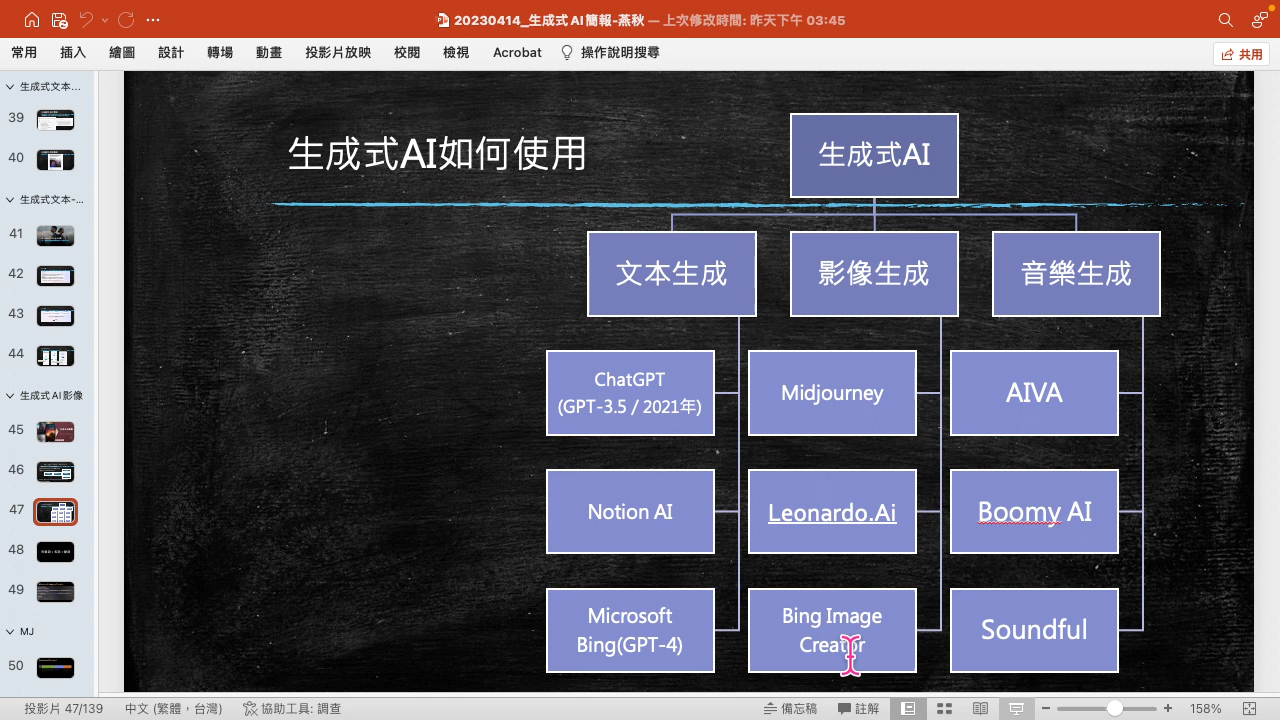 20230414_生成式 AI 簡報-燕秋 — 上次修改時間: 昨天下午 03:45
常用 插入 繪圖 設計 轉場 動畫 投影片放映 校閱 檢視 Acrobat 操作說明搜尋 共用
生成式文本...
39
40
生成式文本-...
41
42
43
44
生成式 AI 影像
45
46
47
48
49
MJ
50
生成式AI如何使用
生成式AI
文本生成 影像生成 音樂生成
ChatGPT
(GPT-3.5 / 2021年)
Midjourney
AIVA
Notion AI
Leonardo.Ai
Boomy AI
Microsoft
Bing(GPT-4)
Bing Image
Creator
Soundful
投影片 47/139 中文 (繁體，台灣) 協助工具: 調查 備忘稿 註解 158%